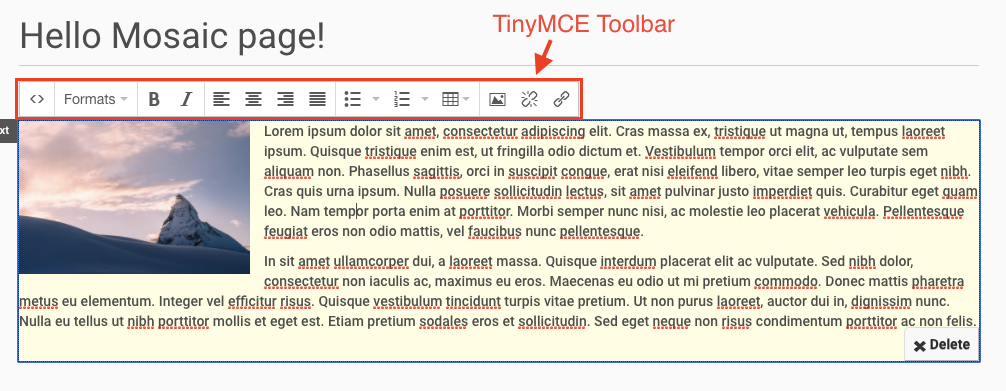 TinyMCE Toolbar
Hello Mosaic page!
Formats B I
xt
Lorem ipsum dolor sit amet, consectetur adipiscing elit. Cras massa ex, tristique ut magna ut, tempus laoreet
ipsum. Quisque tristique enim est, ut fringilla odio dictum et. Vestibulum tempor orci elit, ac vulputate sem
aliquam non. Phasellus sagittis, orci in suscipit congue, erat nisi eleifend libero, vitae semper leo turpis eget nibh.
Cras quis urna ipsum. Nulla posuere sollicitudin lectus, sit amet pulvinar justo imperdiet quis. Curabitur eget quam
leo. Nam tempor porta enim at porttitor. Morbi semper nunc nisi, ac molestie leo placerat vehicula. Pellentesque
feugiat eros non odio mattis, vel faucibus nunc pellentesque.
In sit amet ullamcorper dui, a laoreet massa. Quisque interdum placerat elit ac vulputate. Sed nibh dolor,
consectetur non iaculis ac, maximus eu eros. Maecenas eu odio ut mi pretium commodo. Donec mattis pharetra
metus eu elementum. Integer vel efficitur risus. Quisque vestibulum tincidunt turpis vitae pretium. Ut non purus laoreet, auctor dui in, dignissim nunc.
Nulla eu tellus ut nibh porttitor mollis et eget est. Etiam pretium sodales eros et sollicitudin. Sed eget neque non risus condimentum porttitor ac non felis.
Delete